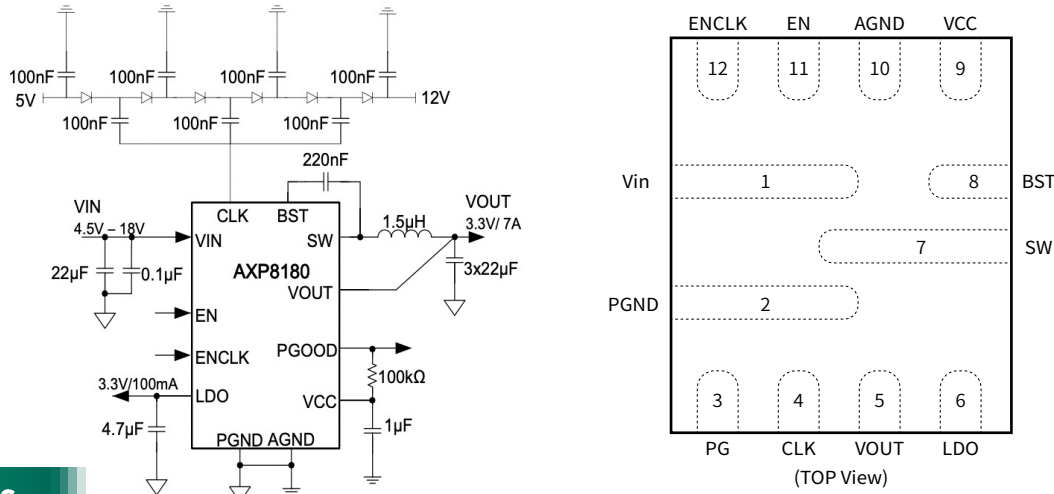 100nF 100nF 100nF 100nF
5V 12V
100nF 100nF 100nF
220nF
VIN
4.5V – 18V
CLK BST
VIN
SW
1.5µH
VOUT
3.3V/ 7A
22µF 0.1µF
AXP8180
VOUT
3x22µF
EN
ENCLK
PGOOD
100kΩ
3.3V/100mA
LDO
VCC
4.7µF
1µF
PGND AGND
ENCLK EN AGND VCC
12 11 10 9
Vin 1 8 BST
7 SW
PGND 2
3 4 5 6
PG CLK VOUT LDO
(TOP View)